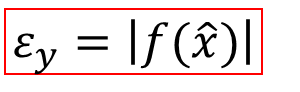 ε_y = |f(x̂)|